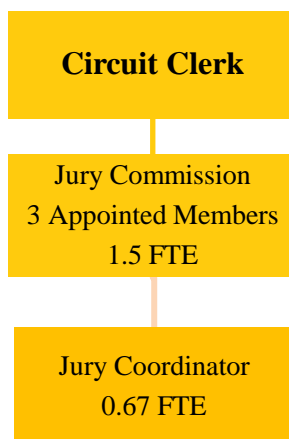 Circuit Clerk
Jury Commission
3 Appointed Members
1.5 FTE
Jury Coordinator
0.67 FTE